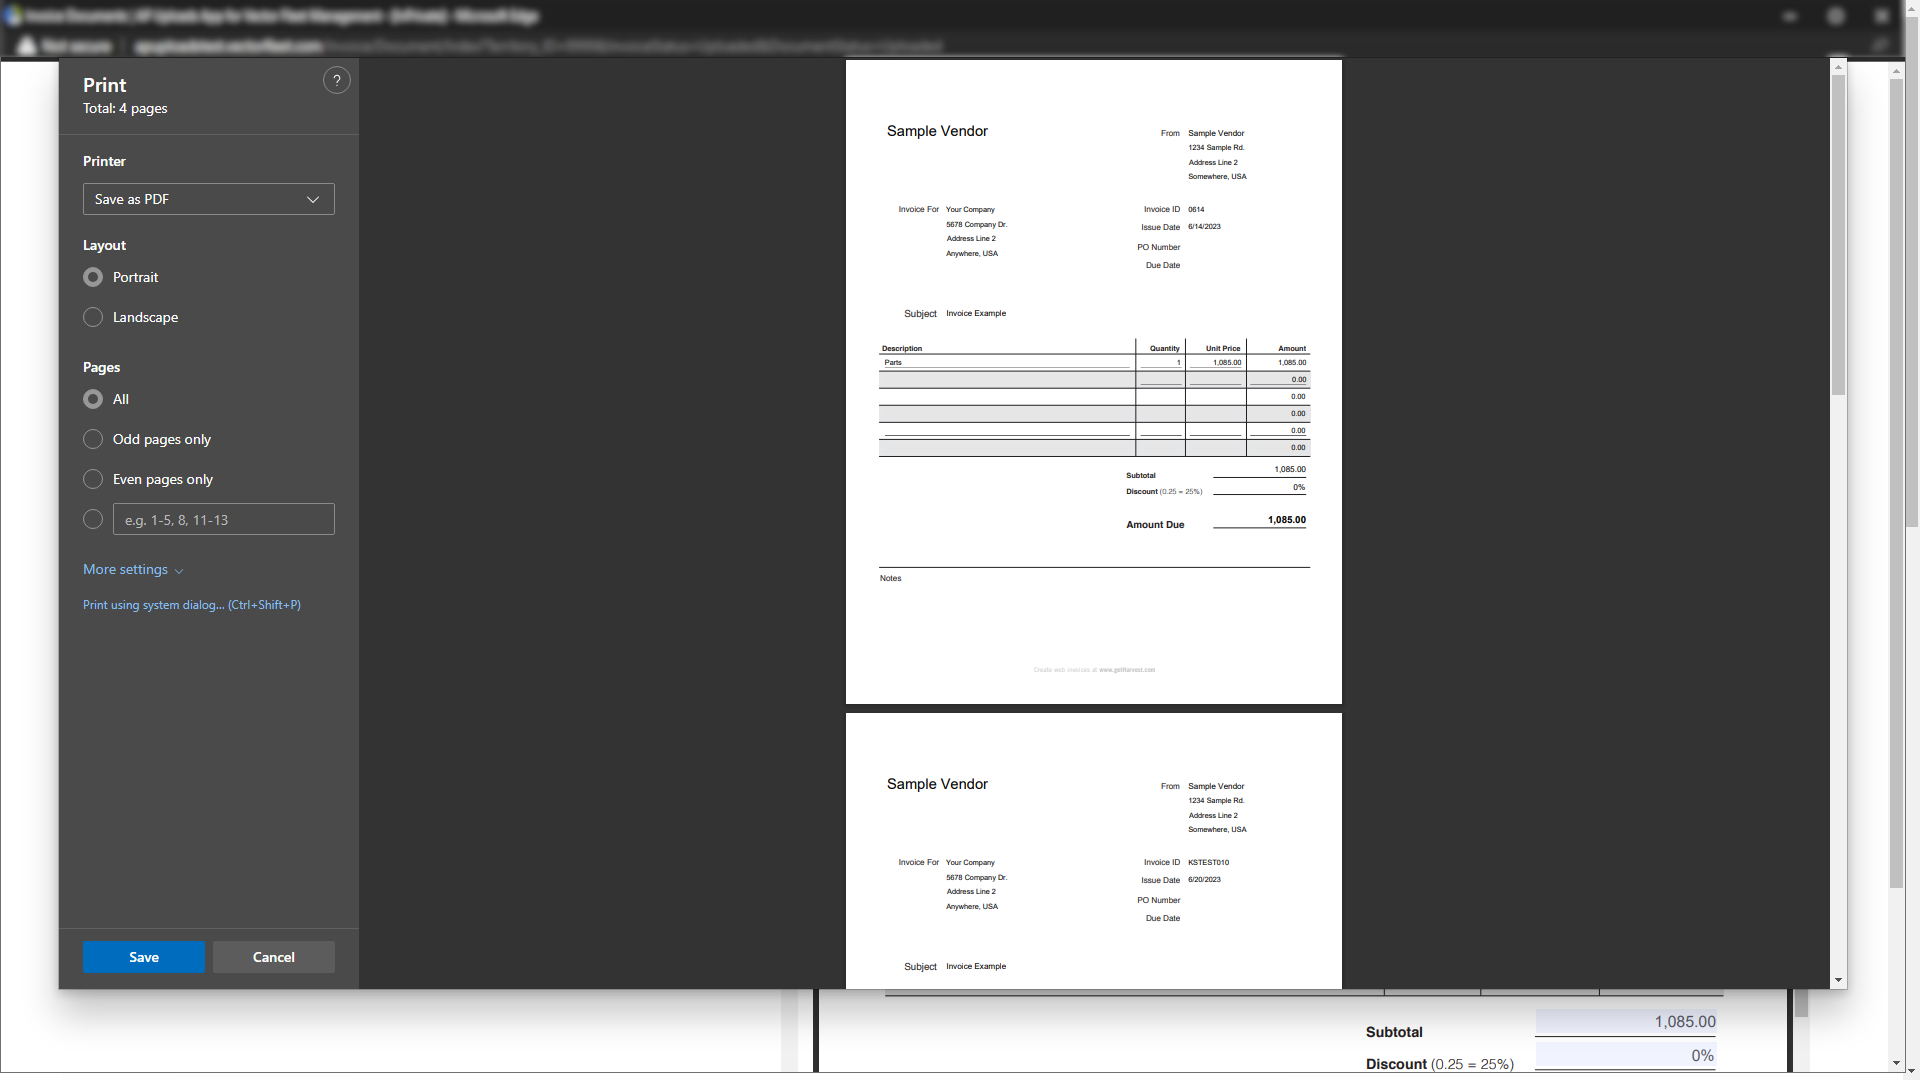 Print
Total: 4 pages
?
Printer
Save as PDF
Layout
Portrait
Landscape
Pages
All
Odd pages only
Even pages only
e.g. 1-5, 8, 11-13
More settings
Print using system dialog... (Ctrl+Shift+P)
Save
Cancel
Sample Vendor
From Sample Vendor
1234 Sample Rd.
Address Line 2
Somewhere, USA
Invoice For Your Company
5678 Company Dr.
Address Line 2
Anywhere, USA
Invoice ID 0614
Issue Date 6/14/2023
PO Number
Due Date
Subject Invoice Example
Description Quantity Unit Price Amount
Parts 1 1,085.00 1,085.00
0.00
0.00
0.00
0.00
0.00
Subtotal 1,085.00
Discount (0.25 = 25%) 0%
Amount Due 1,085.00
Notes
Create web invoices at www.getHarvest.com
Sample Vendor
From Sample Vendor
1234 Sample Rd.
Address Line 2
Somewhere, USA
Invoice For Your Company
5678 Company Dr.
Address Line 2
Anywhere, USA
Invoice ID KSTEST010
Issue Date 6/20/2023
PO Number
Due Date
Subject Invoice Example
Subtotal 1,085.00
Discount (0.25 = 25%) 0%